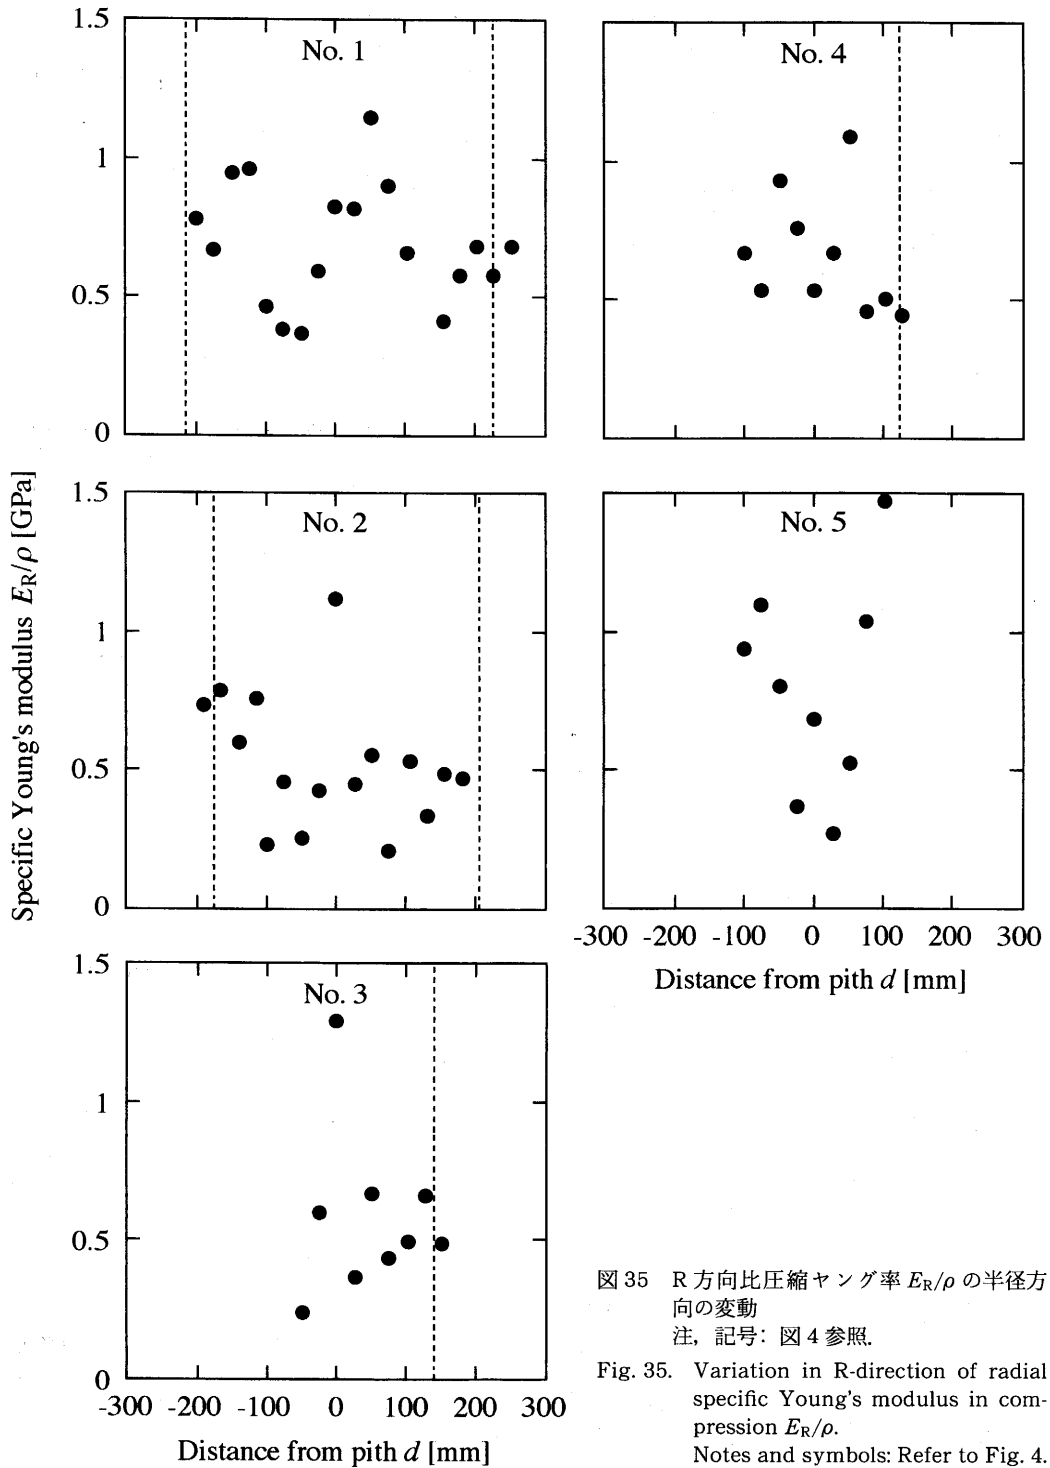 1.5
No. 1
1
0.5
0
No. 4
Specific Young's modulus E_R/ρ [GPa]
1.5
No. 2
1
0.5
0
No. 5
-300 -200 -100 0 100 200 300
Distance from pith d [mm]
1.5
No. 3
1
0.5
0
-300 -200 -100 0 100 200 300
Distance from pith d [mm]
図 35 R 方向比圧縮ヤング率 E_R/ρ の半径方
向の変動
注, 記号: 図 4 参照.
Fig. 35. Variation in R-direction of radial
specific Young's modulus in com-
pression E_R/ρ.
Notes and symbols: Refer to Fig. 4.